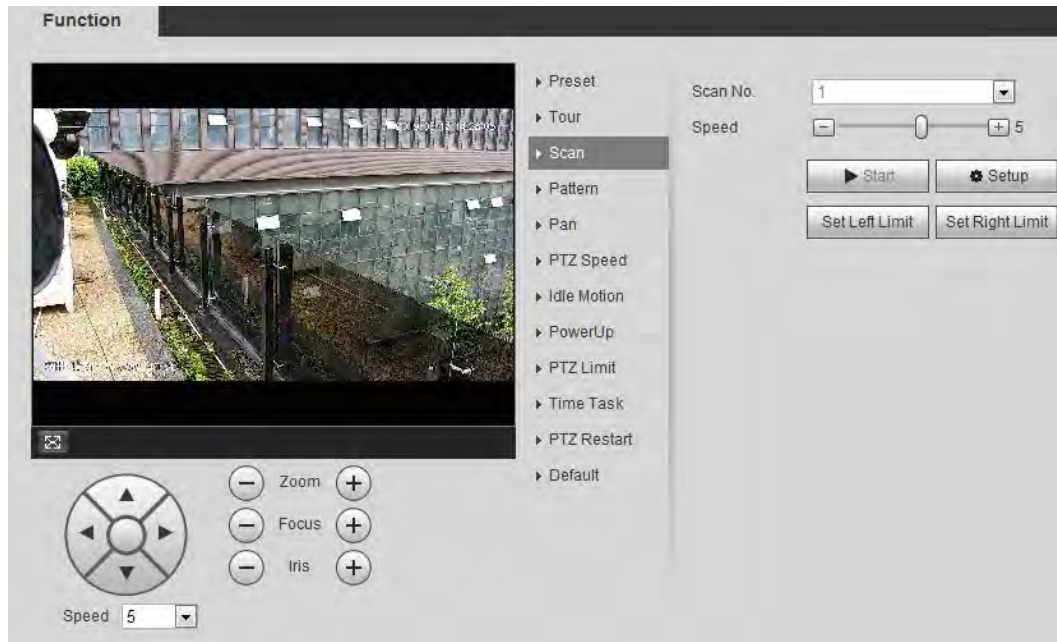 Function
Preset
Tour
Scan
Pattern
Pan
PTZ Speed
Idle Motion
PowerUp
PTZ Limit
Time Task
PTZ Restart
Default
Scan No. 1
Speed 5
Start Setup
Set Left Limit Set Right Limit
Zoom
Focus
Iris
Speed 5